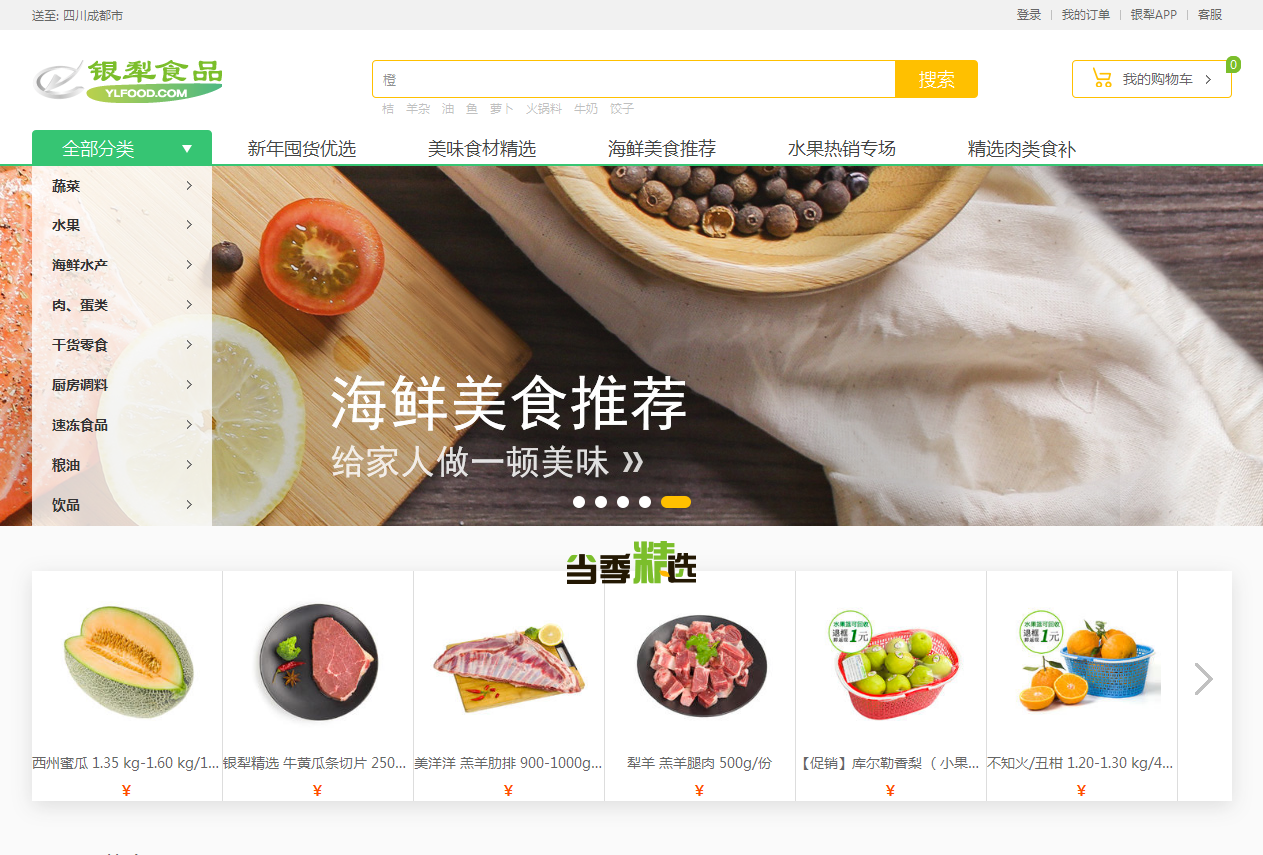 送至: 四川成都市
登录 我的订单 银犁APP 客服
银犁食品
YLFOOD.COM
橙
搜索
我的购物车
0
桔 羊杂 油 鱼 萝卜 火锅料 牛奶 饺子
全部分类 新年囤货优选 美味食材精选 海鲜美食推荐 水果热销专场 精选肉类食补
蔬菜
水果
海鲜水产
肉、蛋类
干货零食
厨房调料
速冻食品
粮油
饮品
海鲜美食推荐
给家人做一顿美味 »
当季精选
水果筐可回收
退框1元
水果筐可回收
退框1元
西州蜜瓜 1.35 kg-1.60 kg/1...
¥
银犁精选 牛黄瓜条切片 250...
¥
美洋洋 羔羊肋排 900-1000g...
¥
犁羊 羔羊腿肉 500g/份
¥
【促销】库尔勒香梨（ 小果...
¥
不知火/丑柑 1.20-1.30 kg/4...
¥